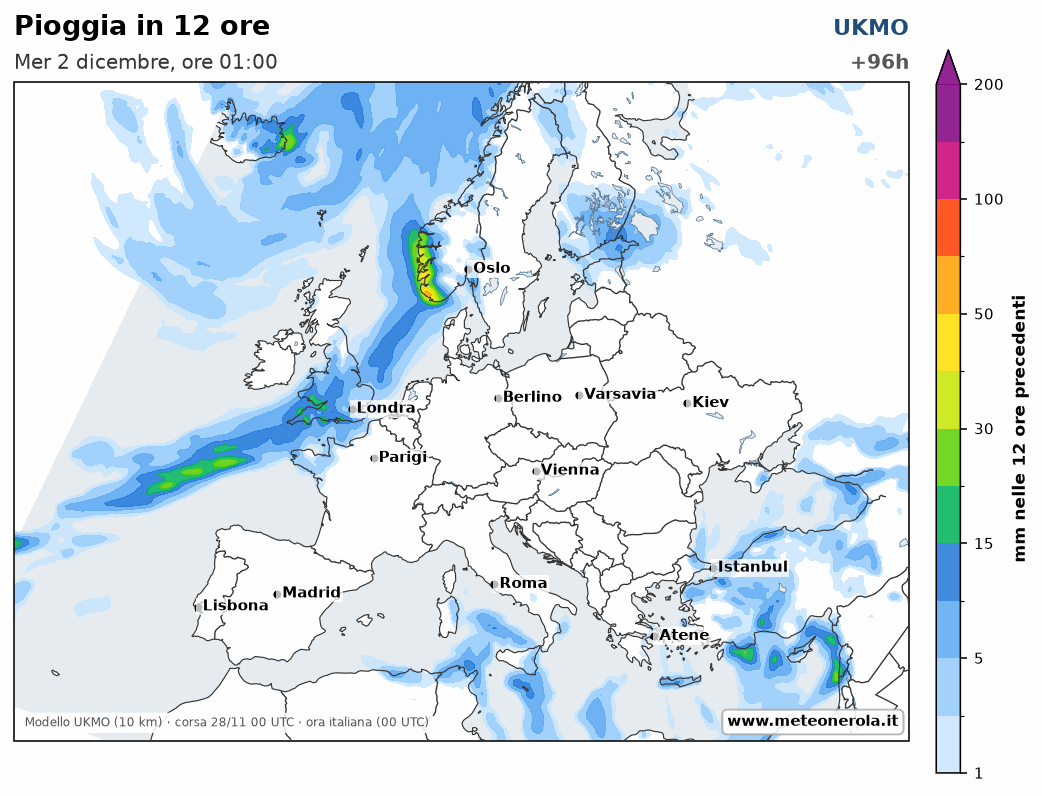 Pioggia in 12 ore
UKMO
Mer 2 dicembre, ore 01:00
+96h
200
100
50
30
15
5
1
mm nelle 12 ore precedenti
Oslo
Londra
Berlino
Varsavia
Kiev
Parigi
Vienna
Istanbul
Roma
Madrid
Lisbona
Atene
Modello UKMO (10 km) · corsa 28/11 00 UTC · ora italiana (00 UTC)
www.meteonerola.it